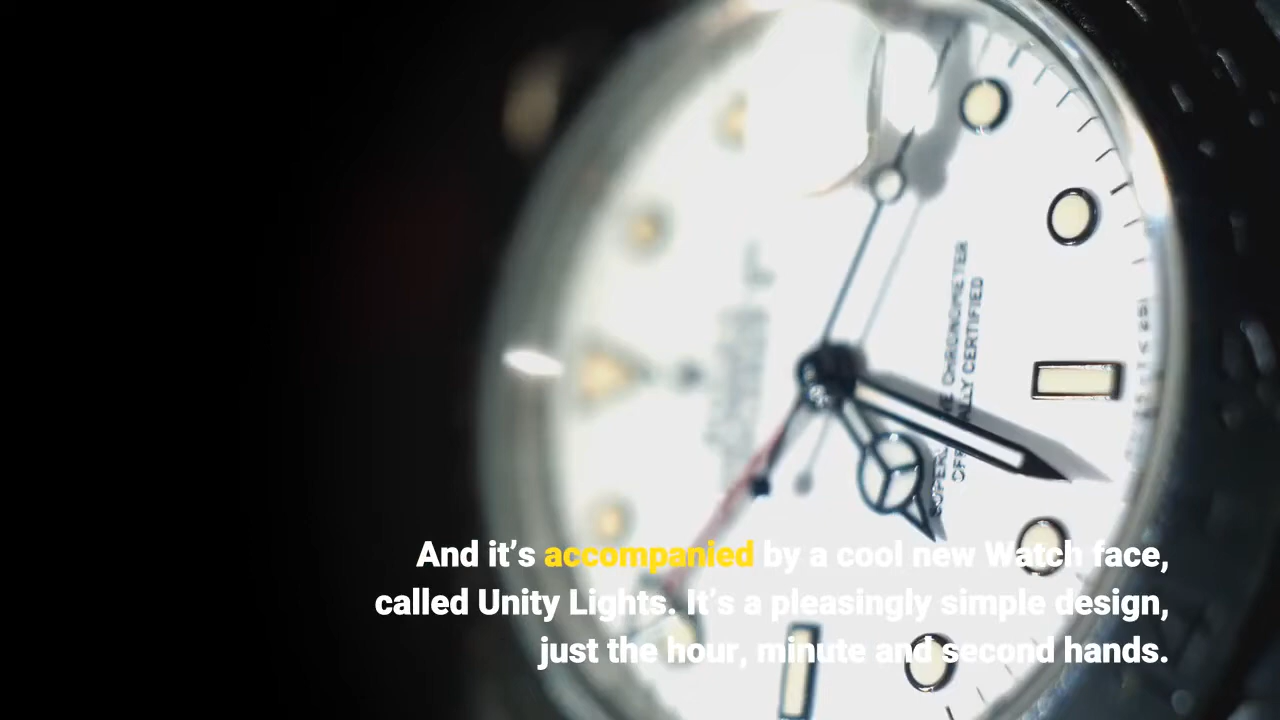 And it’s accompanied by a cool new Watch face,
called Unity Lights. It’s a pleasingly simple design,
just the hour, minute and second hands.
CHRONOMETER
CERTIFIED